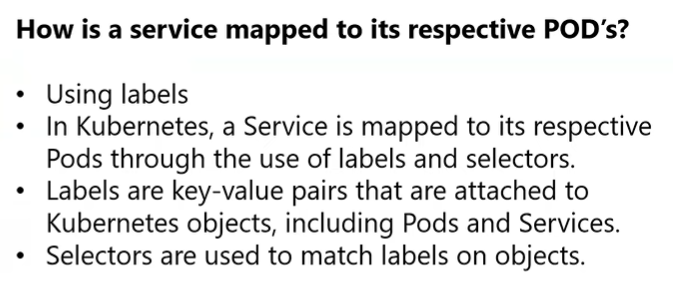 How is a service mapped to its respective POD's?
• Using labels
• In Kubernetes, a Service is mapped to its respective
Pods through the use of labels and selectors.
• Labels are key-value pairs that are attached to
Kubernetes objects, including Pods and Services.
• Selectors are used to match labels on objects.